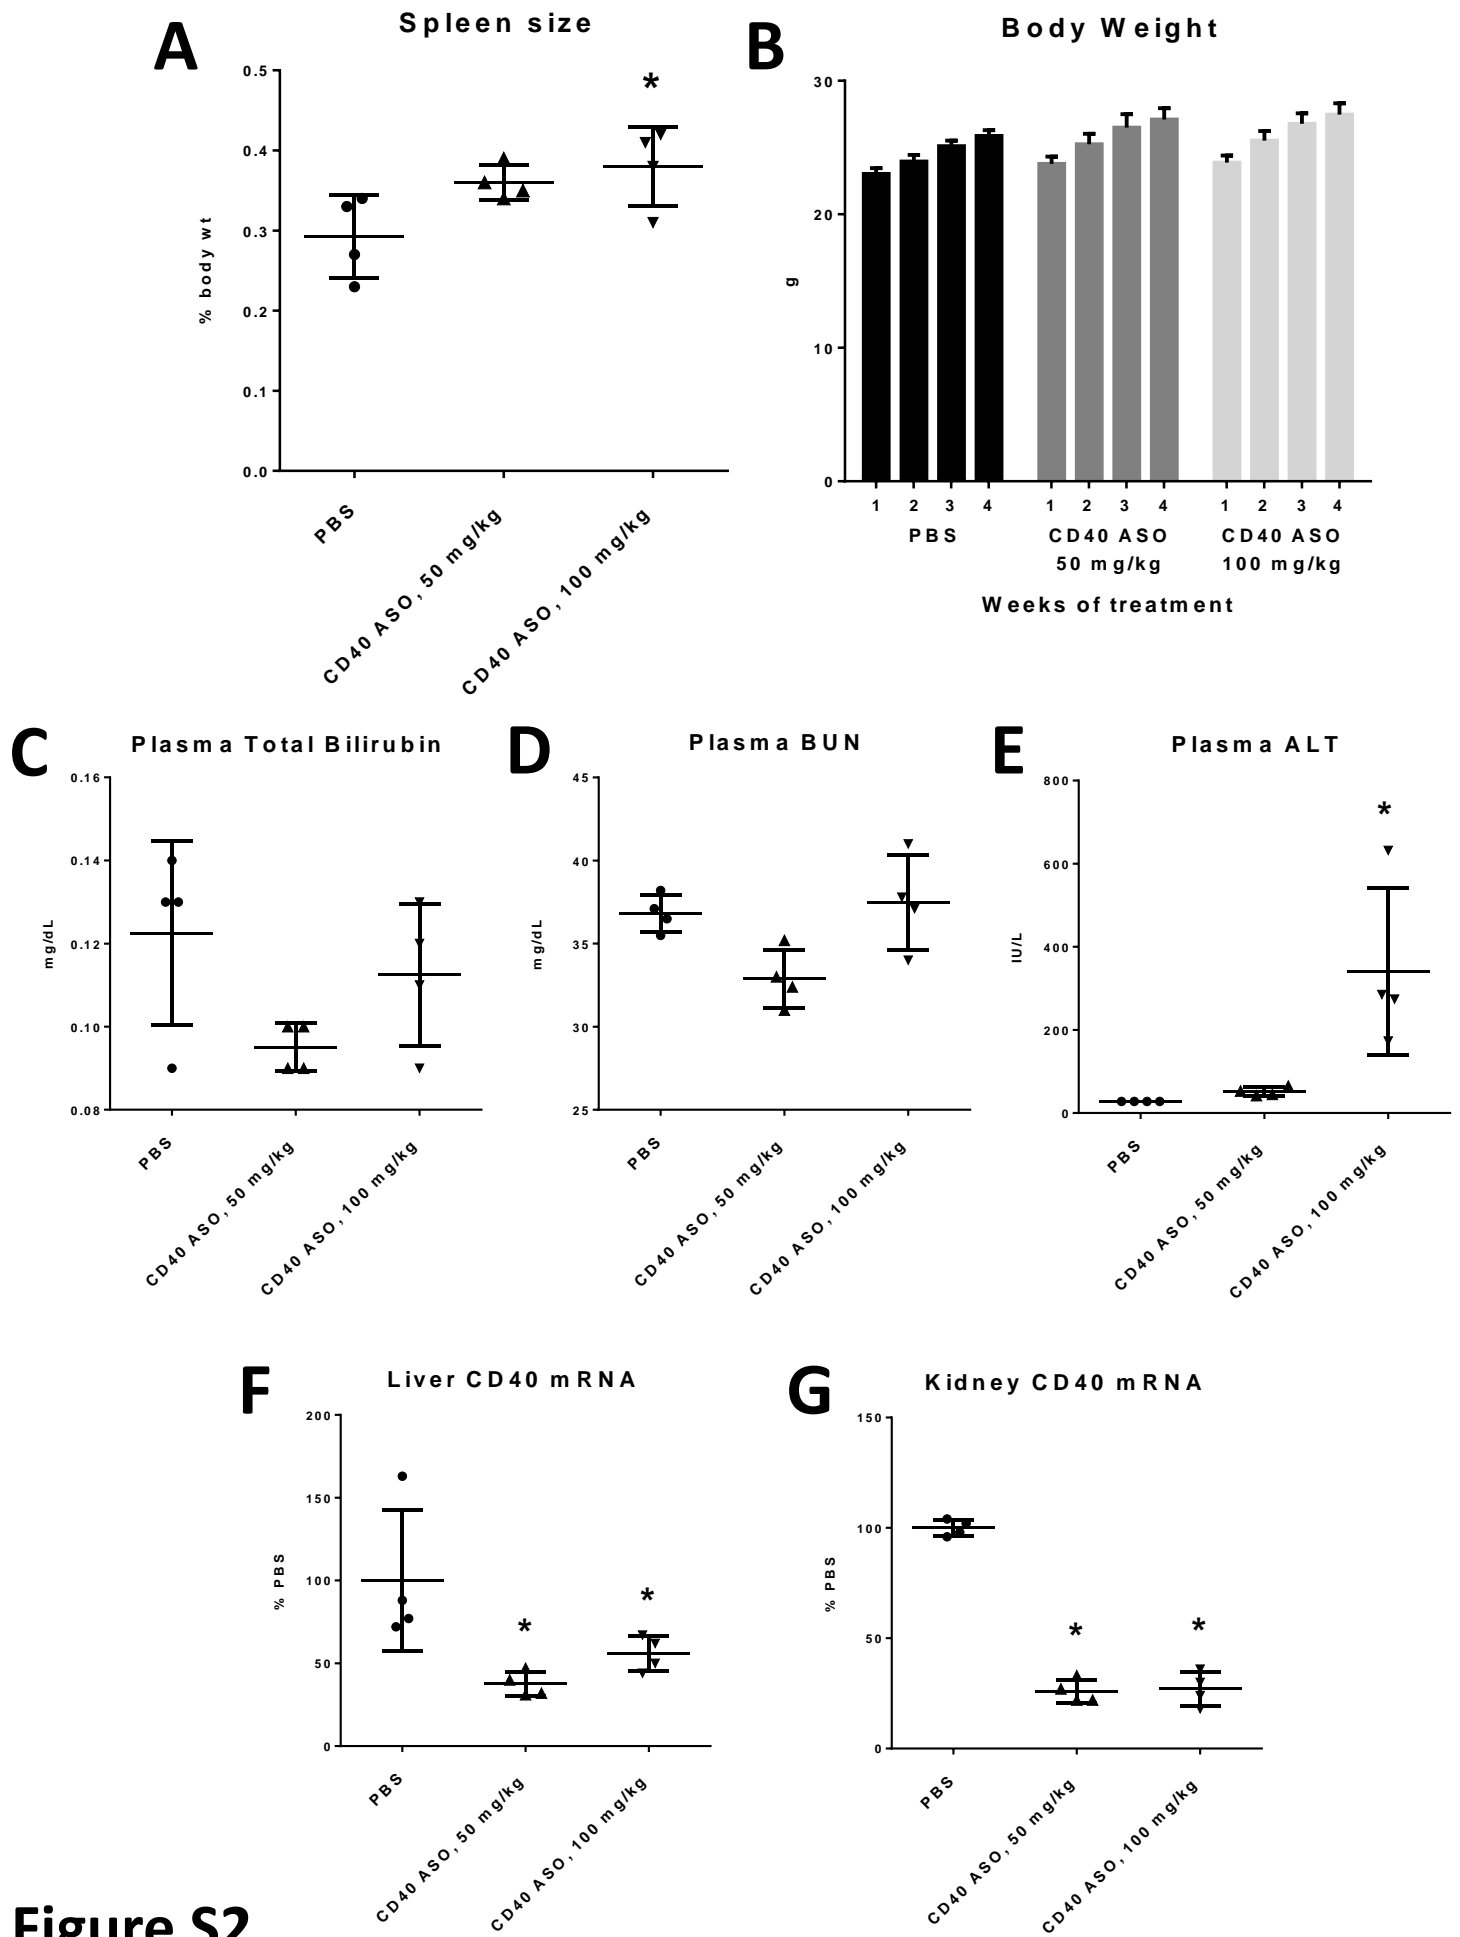 A
Spleen size
0.5
0.4
0.3
0.2
0.1
0.0
% body wt
*
PBS
CD40 ASO, 50 mg/kg
CD40 ASO, 100 mg/kg
B
Body Weight
30
20
10
0
g
1 2 3 4 1 2 3 4 1 2 3 4
PBS CD40 ASO CD40 ASO
50 mg/kg 100 mg/kg
Weeks of treatment
C
Plasma Total Bilirubin
0.16
0.14
0.12
0.10
0.08
mg/dL
PBS
CD40 ASO, 50 mg/kg
CD40 ASO, 100 mg/kg
D
Plasma BUN
45
40
35
30
25
mg/dL
PBS
CD40 ASO, 50 mg/kg
CD40 ASO, 100 mg/kg
E
Plasma ALT
800
600
400
200
0
IU/L
*
PBS
CD40 ASO, 50 mg/kg
CD40 ASO, 100 mg/kg
F
Liver CD40 mRNA
200
150
100
50
0
% PBS
* *
PBS
CD40 ASO, 50 mg/kg
CD40 ASO, 100 mg/kg
G
Kidney CD40 mRNA
150
100
50
0
% PBS
* *
PBS
CD40 ASO, 50 mg/kg
CD40 ASO, 100 mg/kg
Figure S2